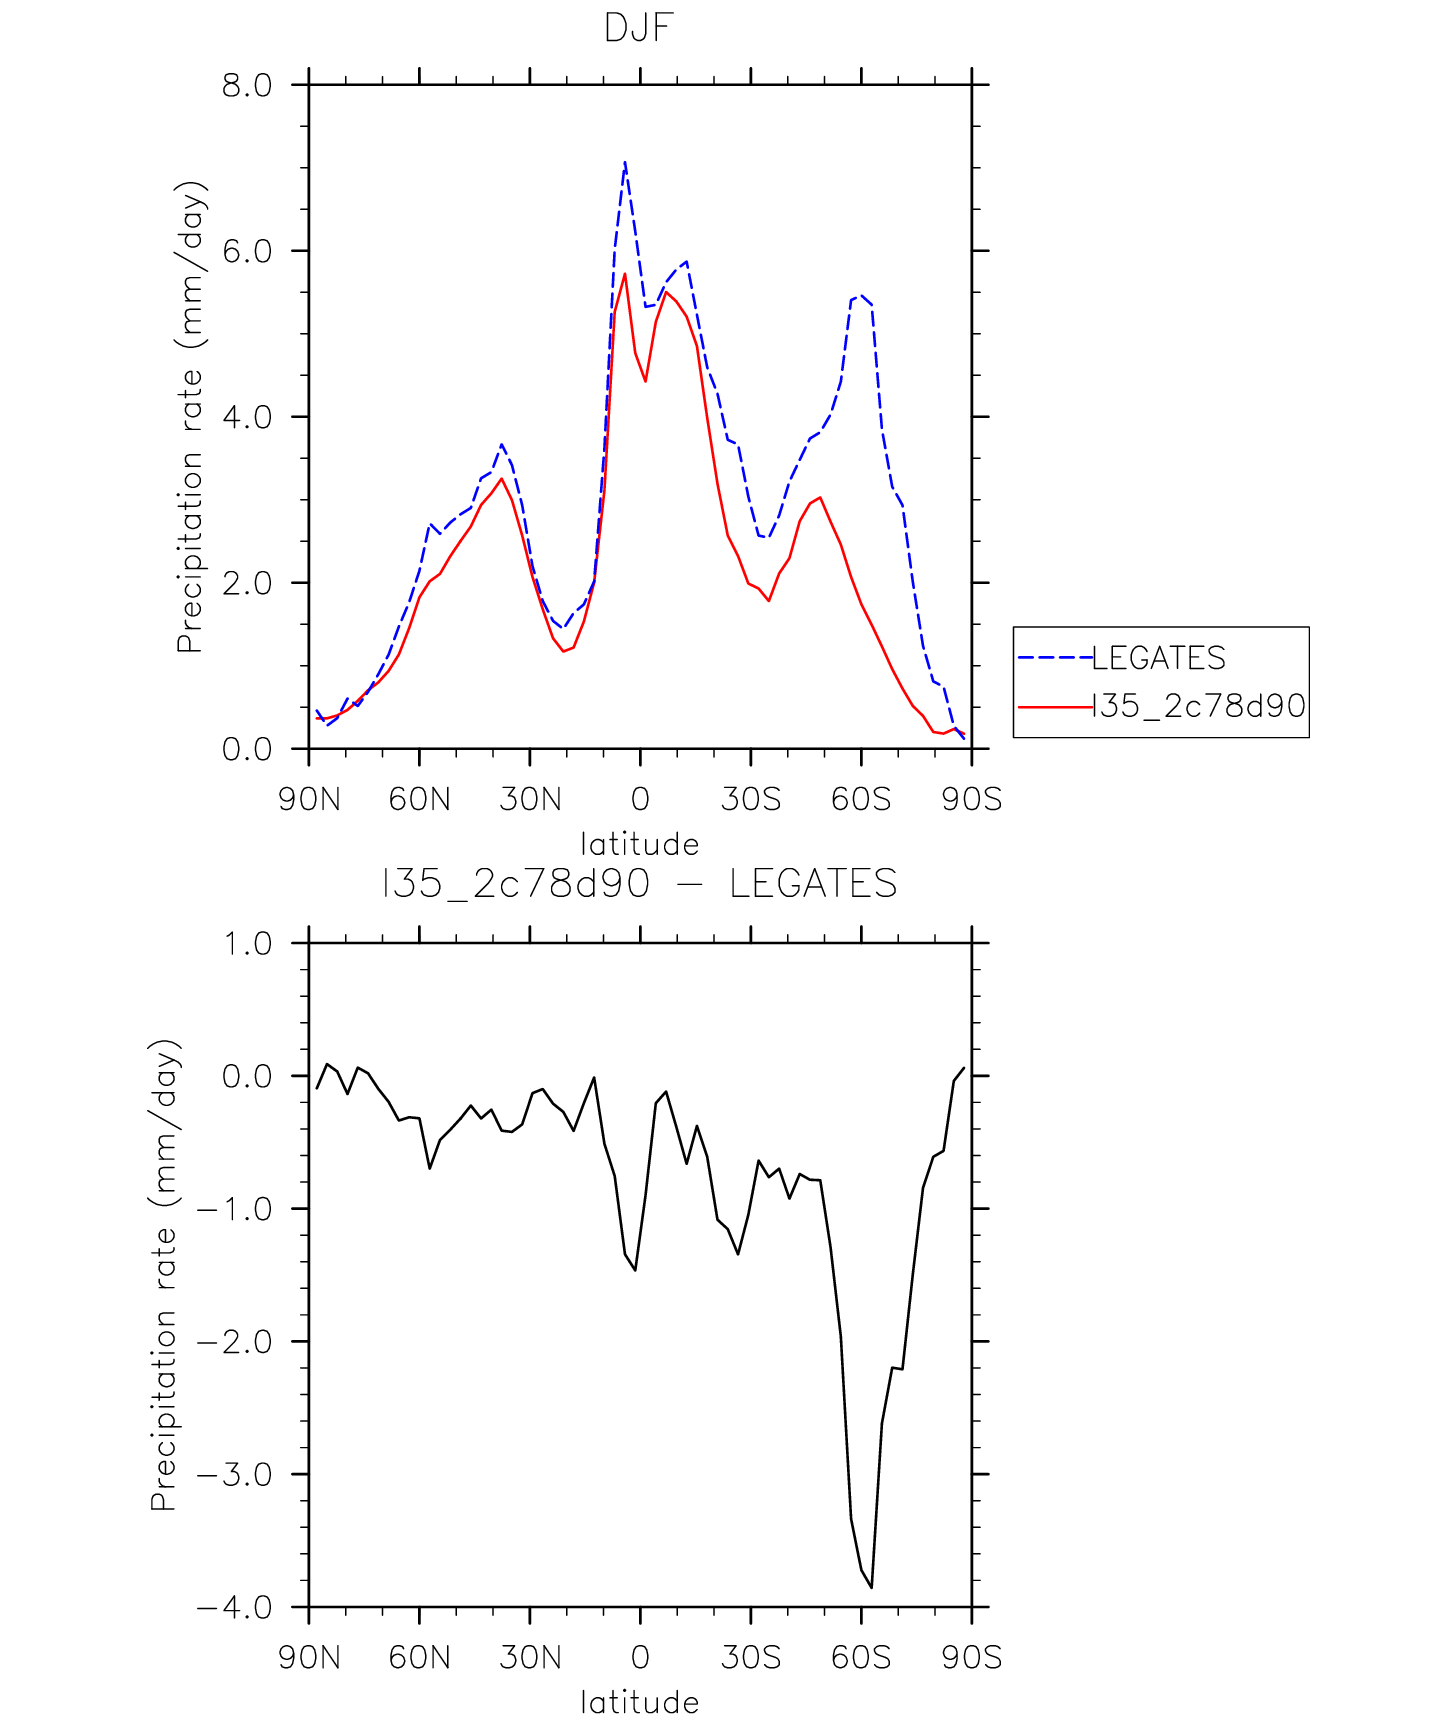 DJF
8.0
6.0
4.0
2.0
0.0
Precipitation rate (mm/day)
90N 60N 30N 0 30S 60S 90S
latitude
LEGATES
I35_2c78d90
I35_2c78d90 − LEGATES
1.0
0.0
−1.0
−2.0
−3.0
−4.0
Precipitation rate (mm/day)
90N 60N 30N 0 30S 60S 90S
latitude